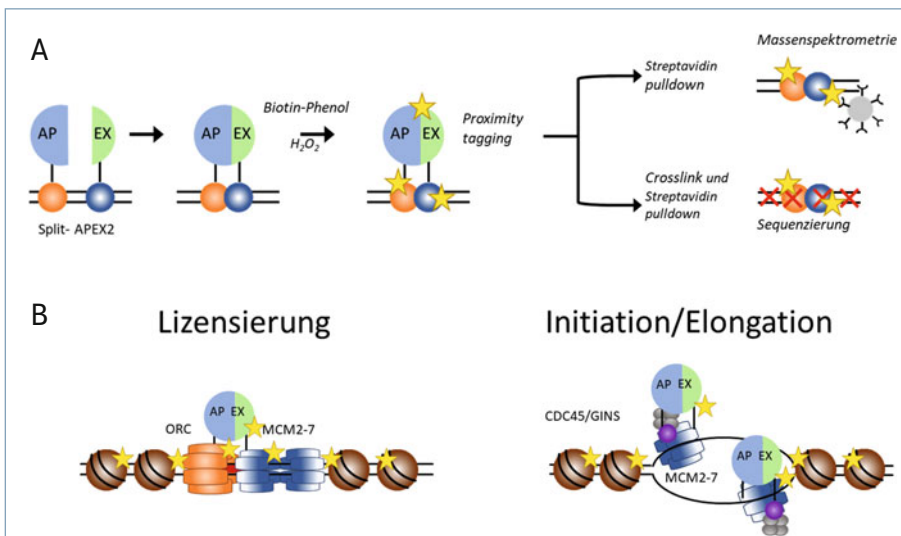 A
AP
EX
Split- APEX2
AP
EX
Biotin-Phenol
H₂O₂
AP
EX
Proximity
tagging
Streptavidin
pulldown
Massenspektrometrie
Crosslink und
Streptavidin
pulldown
Sequenzierung
B
Lizensierung
AP EX
ORC
MCM2-7
Initiation/Elongation
AP EX
CDC45/GINS
MCM2-7
AP EX